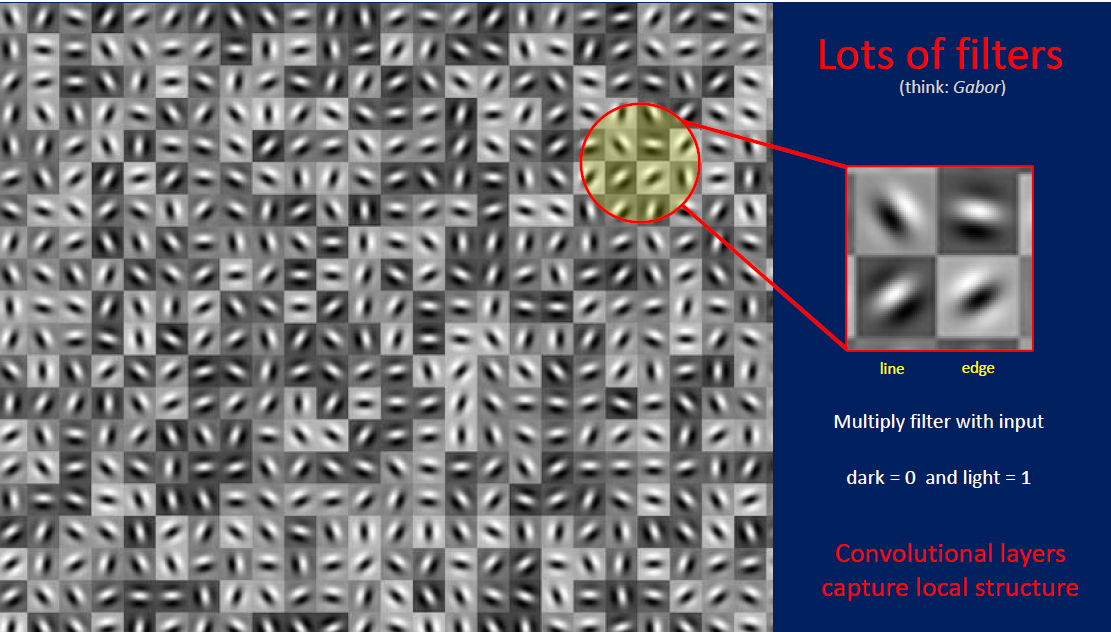 Lots of filters
(think: Gabor)
line edge
Multiply filter with input
dark = 0 and light = 1
Convolutional layers
capture local structure